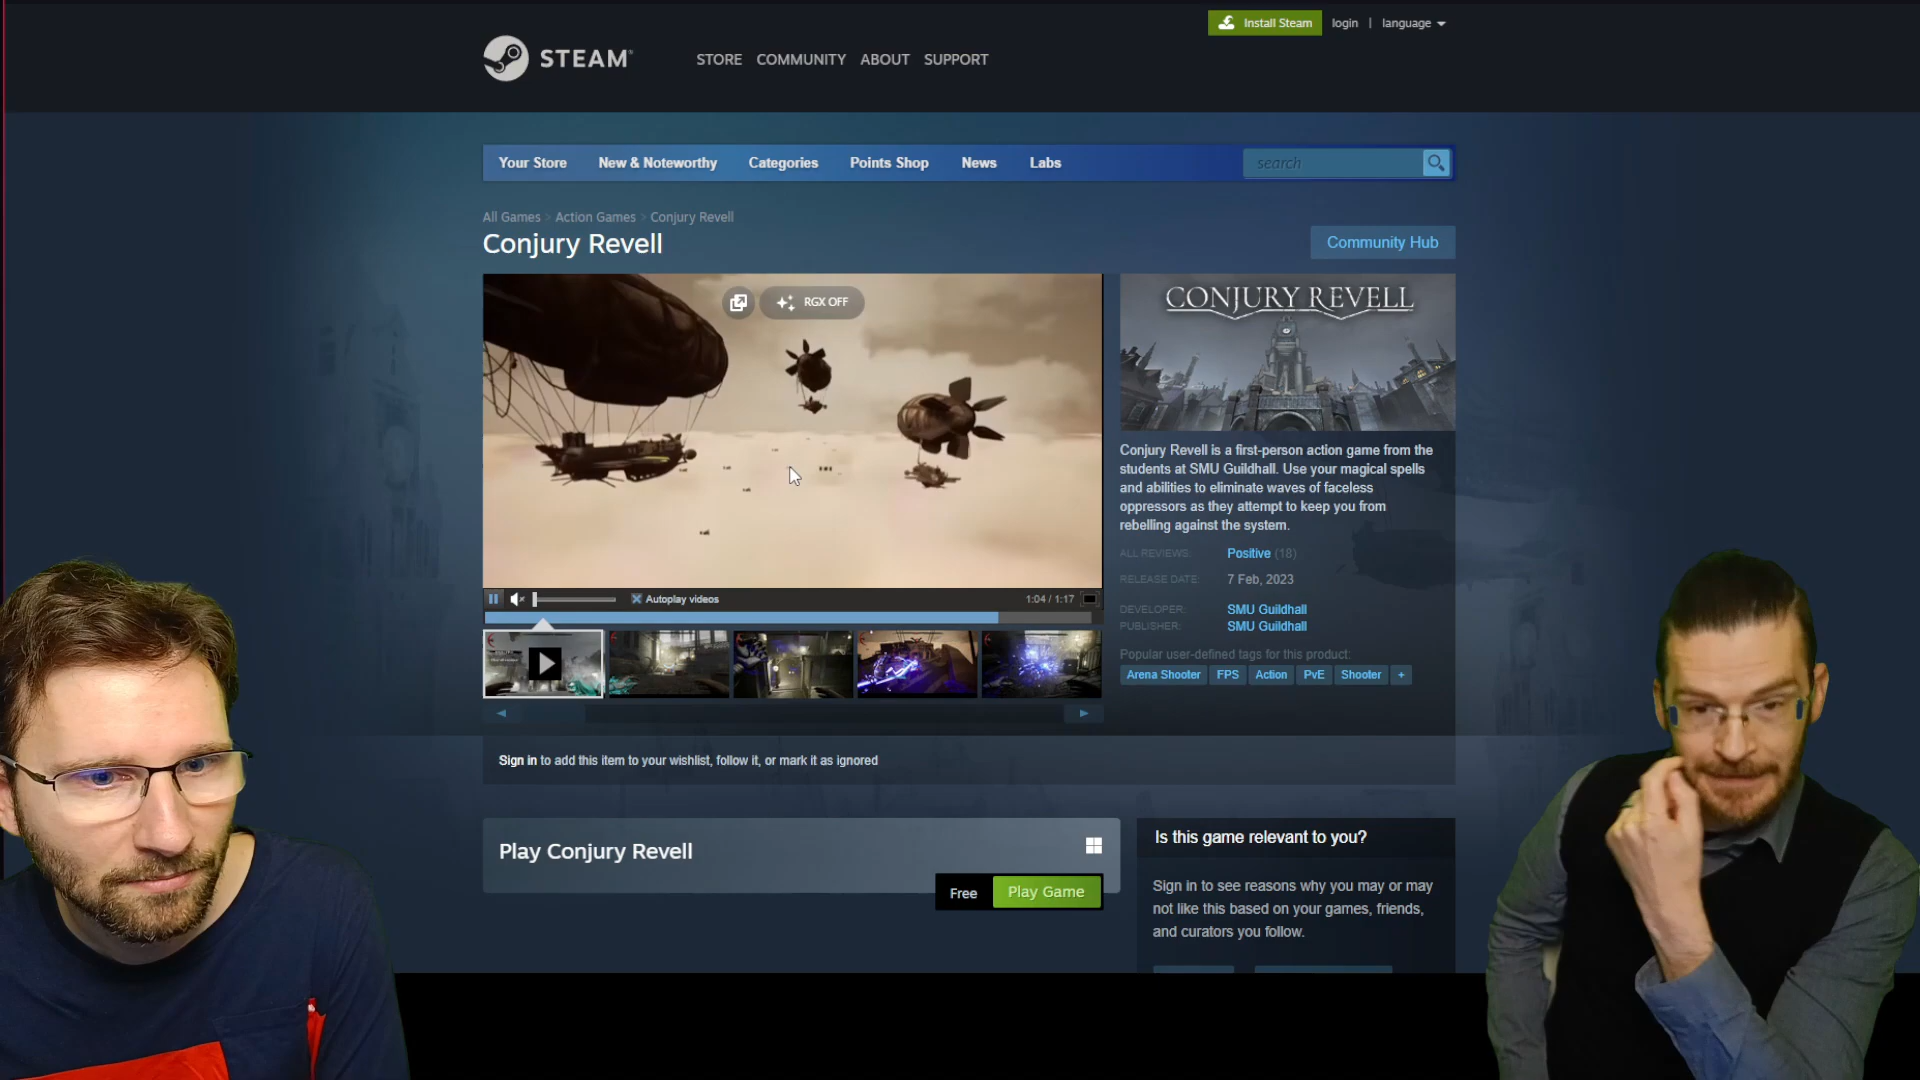 Install Steam login | language
STEAM®
STORE COMMUNITY ABOUT SUPPORT
Your Store New & Noteworthy Categories Points Shop News Labs search
All Games > Action Games > Conjury Revell
Conjury Revell
Community Hub
RGX OFF
CONJURY REVELL
Conjury Revell is a first-person action game from the
students at SMU Guildhall. Use your magical spells
and abilities to eliminate waves of faceless
oppressors as they attempt to keep you from
rebelling against the system.
ALL REVIEWS: Positive (18)
RELEASE DATE: 7 Feb, 2023
DEVELOPER: SMU Guildhall
PUBLISHER: SMU Guildhall
Popular user-defined tags for this product:
Arena Shooter FPS Action PvE Shooter +
Autoplay videos 1:04 / 1:17
Sign in to add this item to your wishlist, follow it, or mark it as ignored
Play Conjury Revell
Free Play Game
Is this game relevant to you?
Sign in to see reasons why you may or may
not like this based on your games, friends,
and curators you follow.